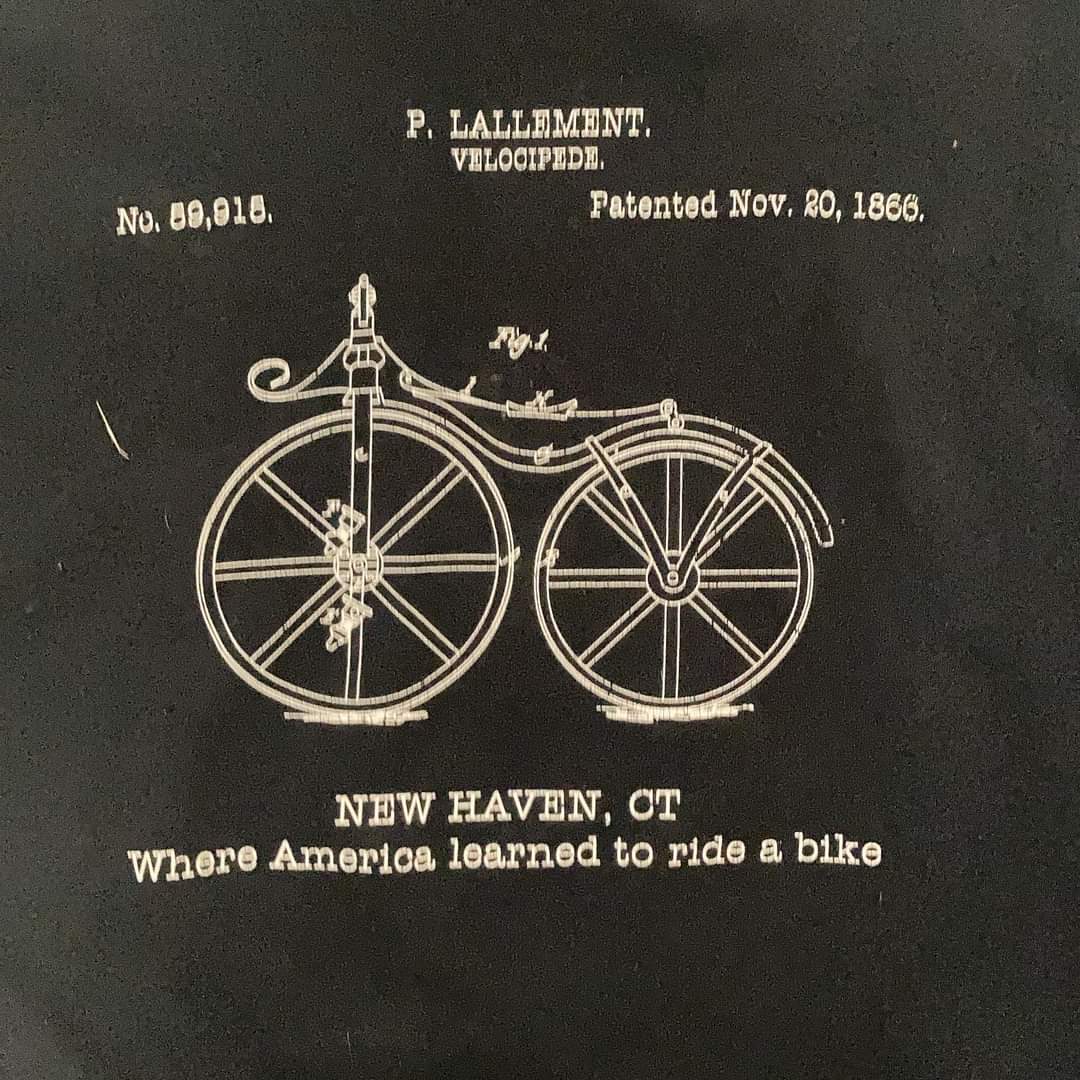 P. LALLEMENT.
VELOCIPEDE.
No. 59,915.
Patented Nov. 20, 1866.
Fig. 1.
NEW HAVEN, CT
Where America learned to ride a bike